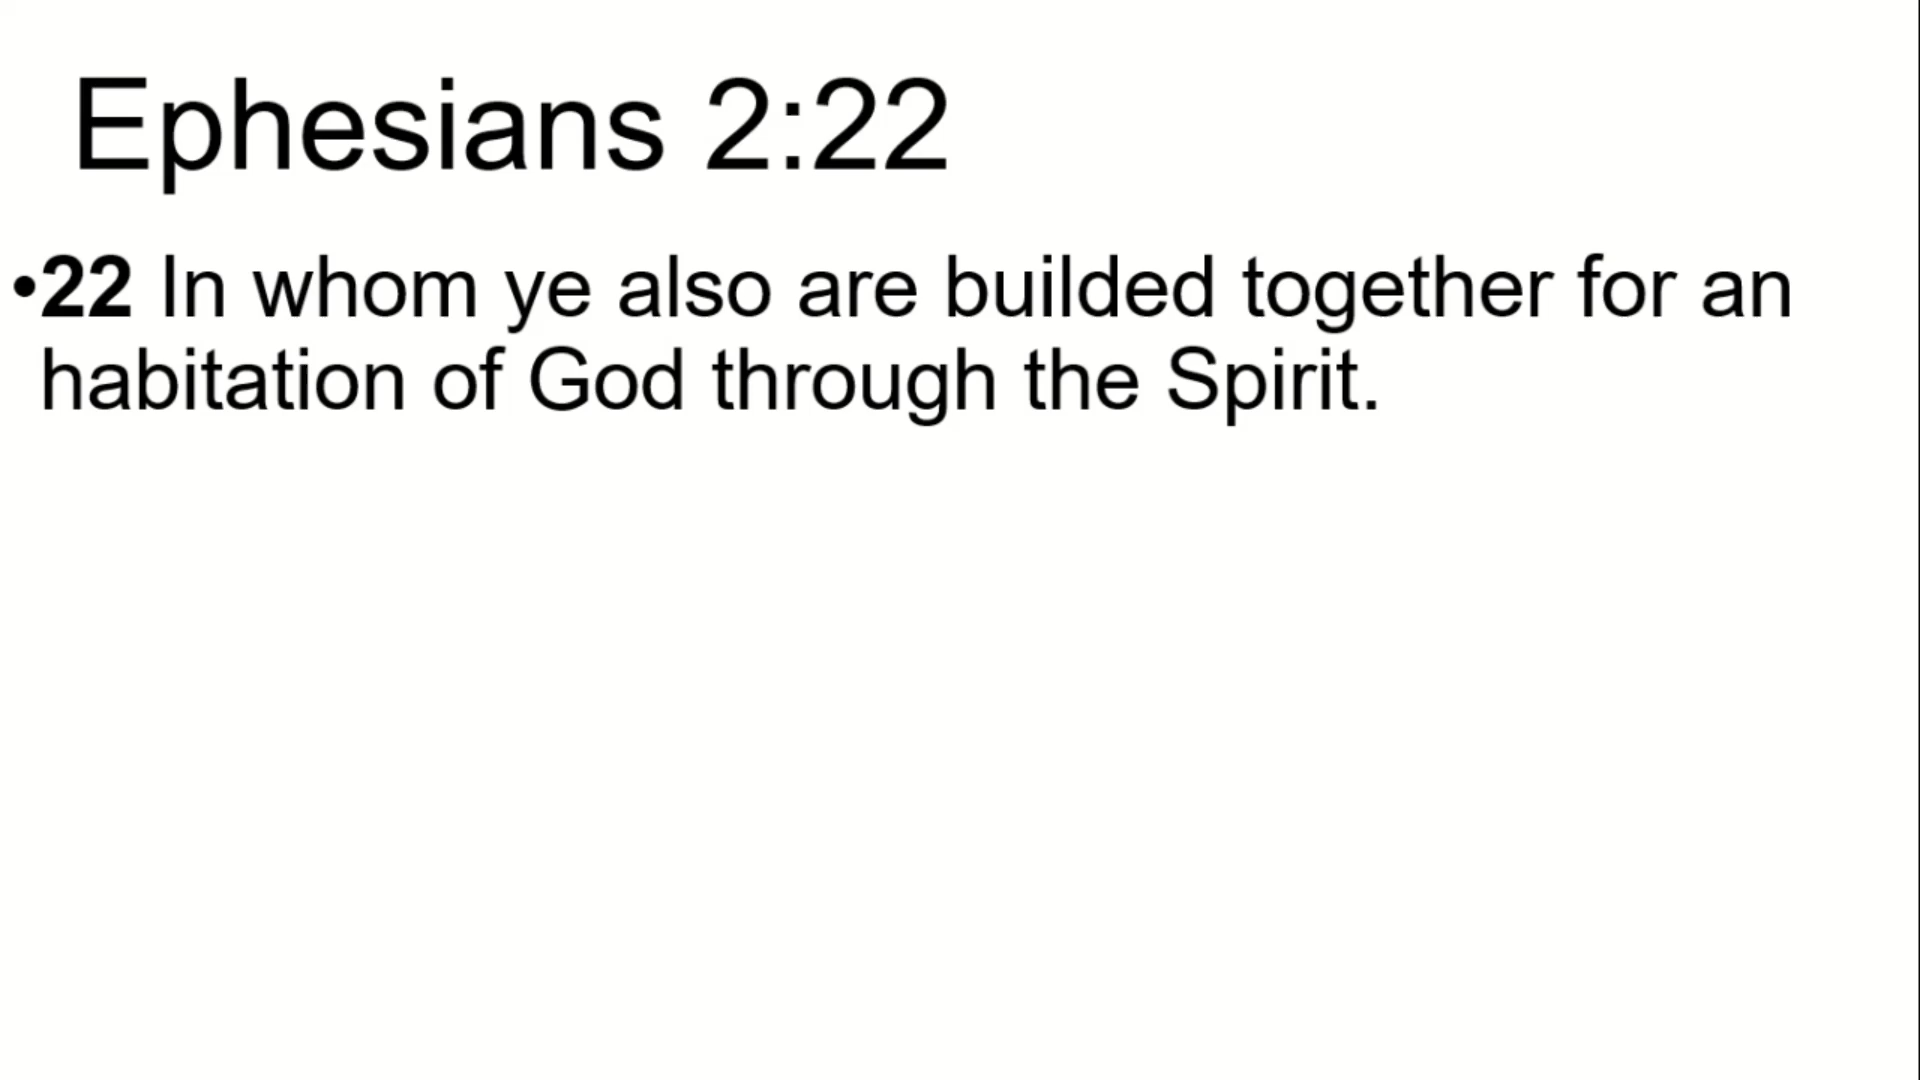 Ephesians 2:22
•22 In whom ye also are builded together for an
habitation of God through the Spirit.